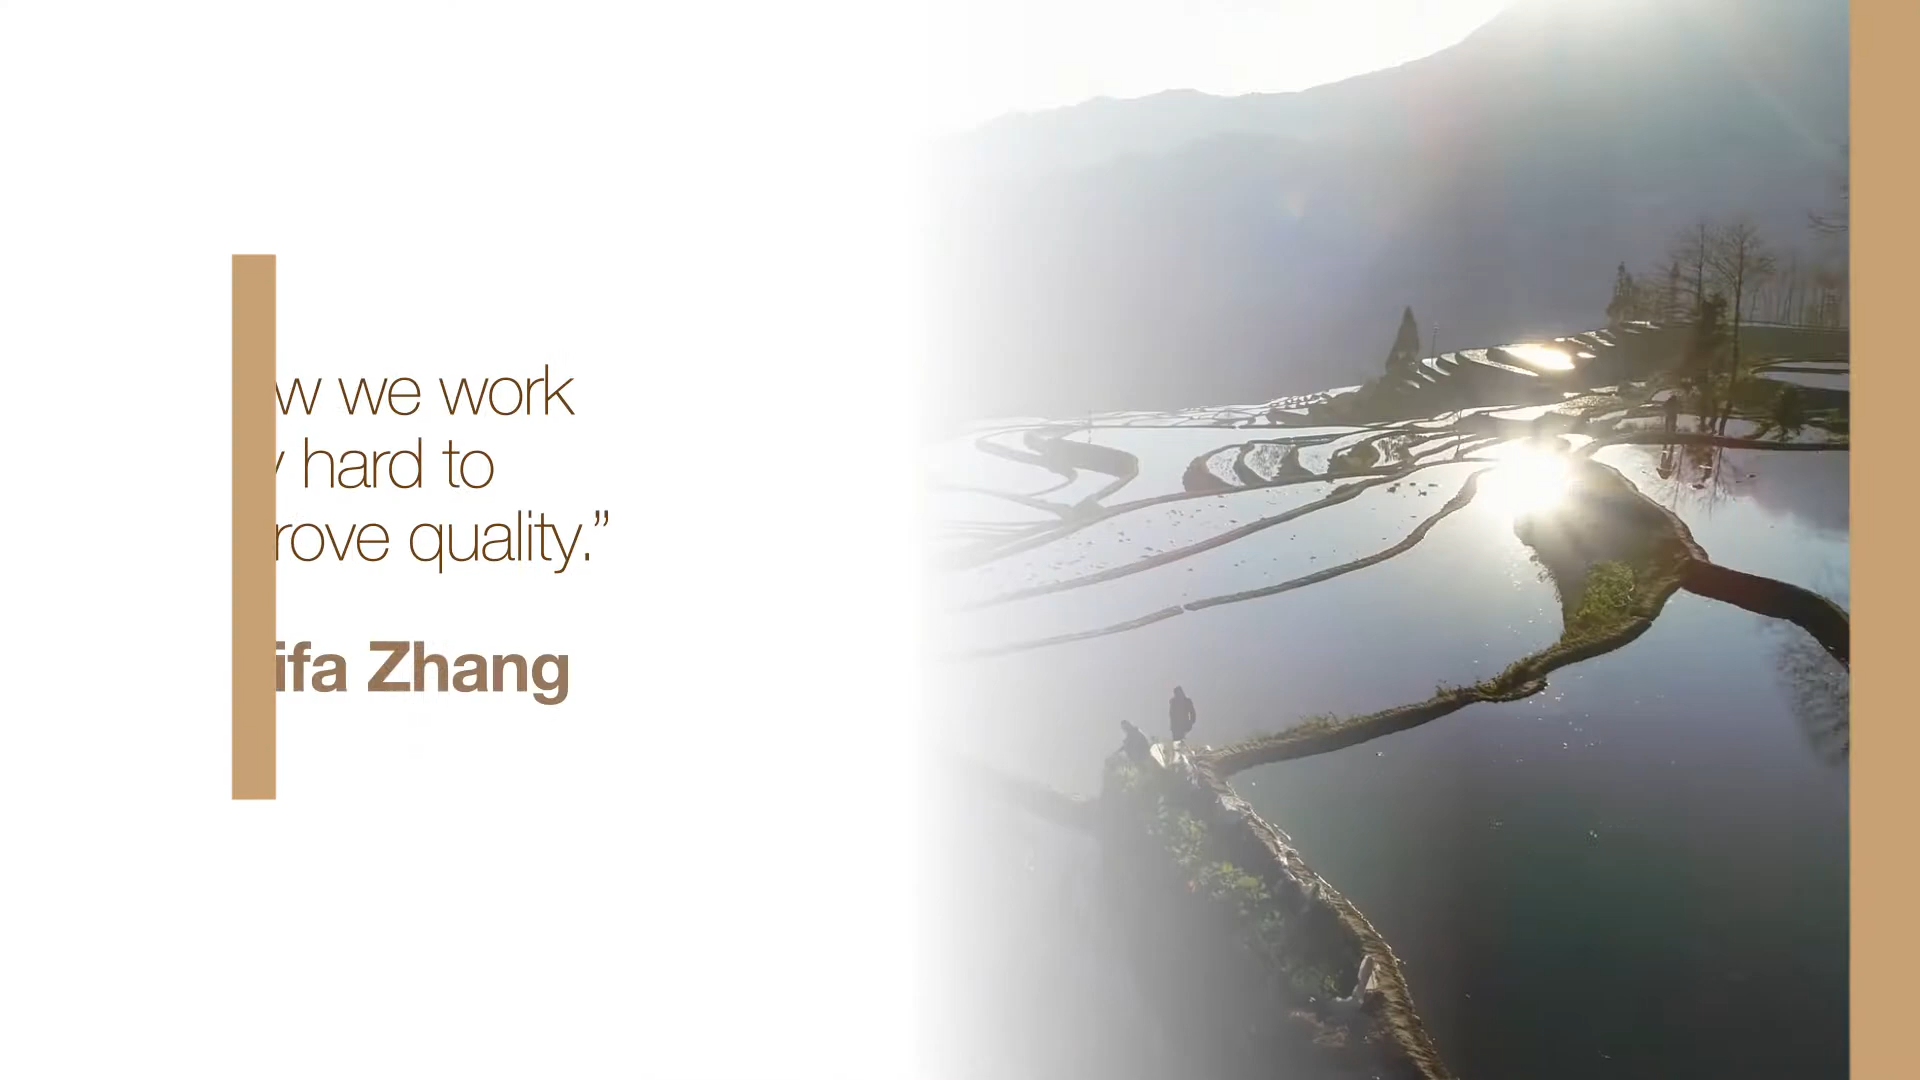 w we work
hard to
rove quality.”
ifa Zhang